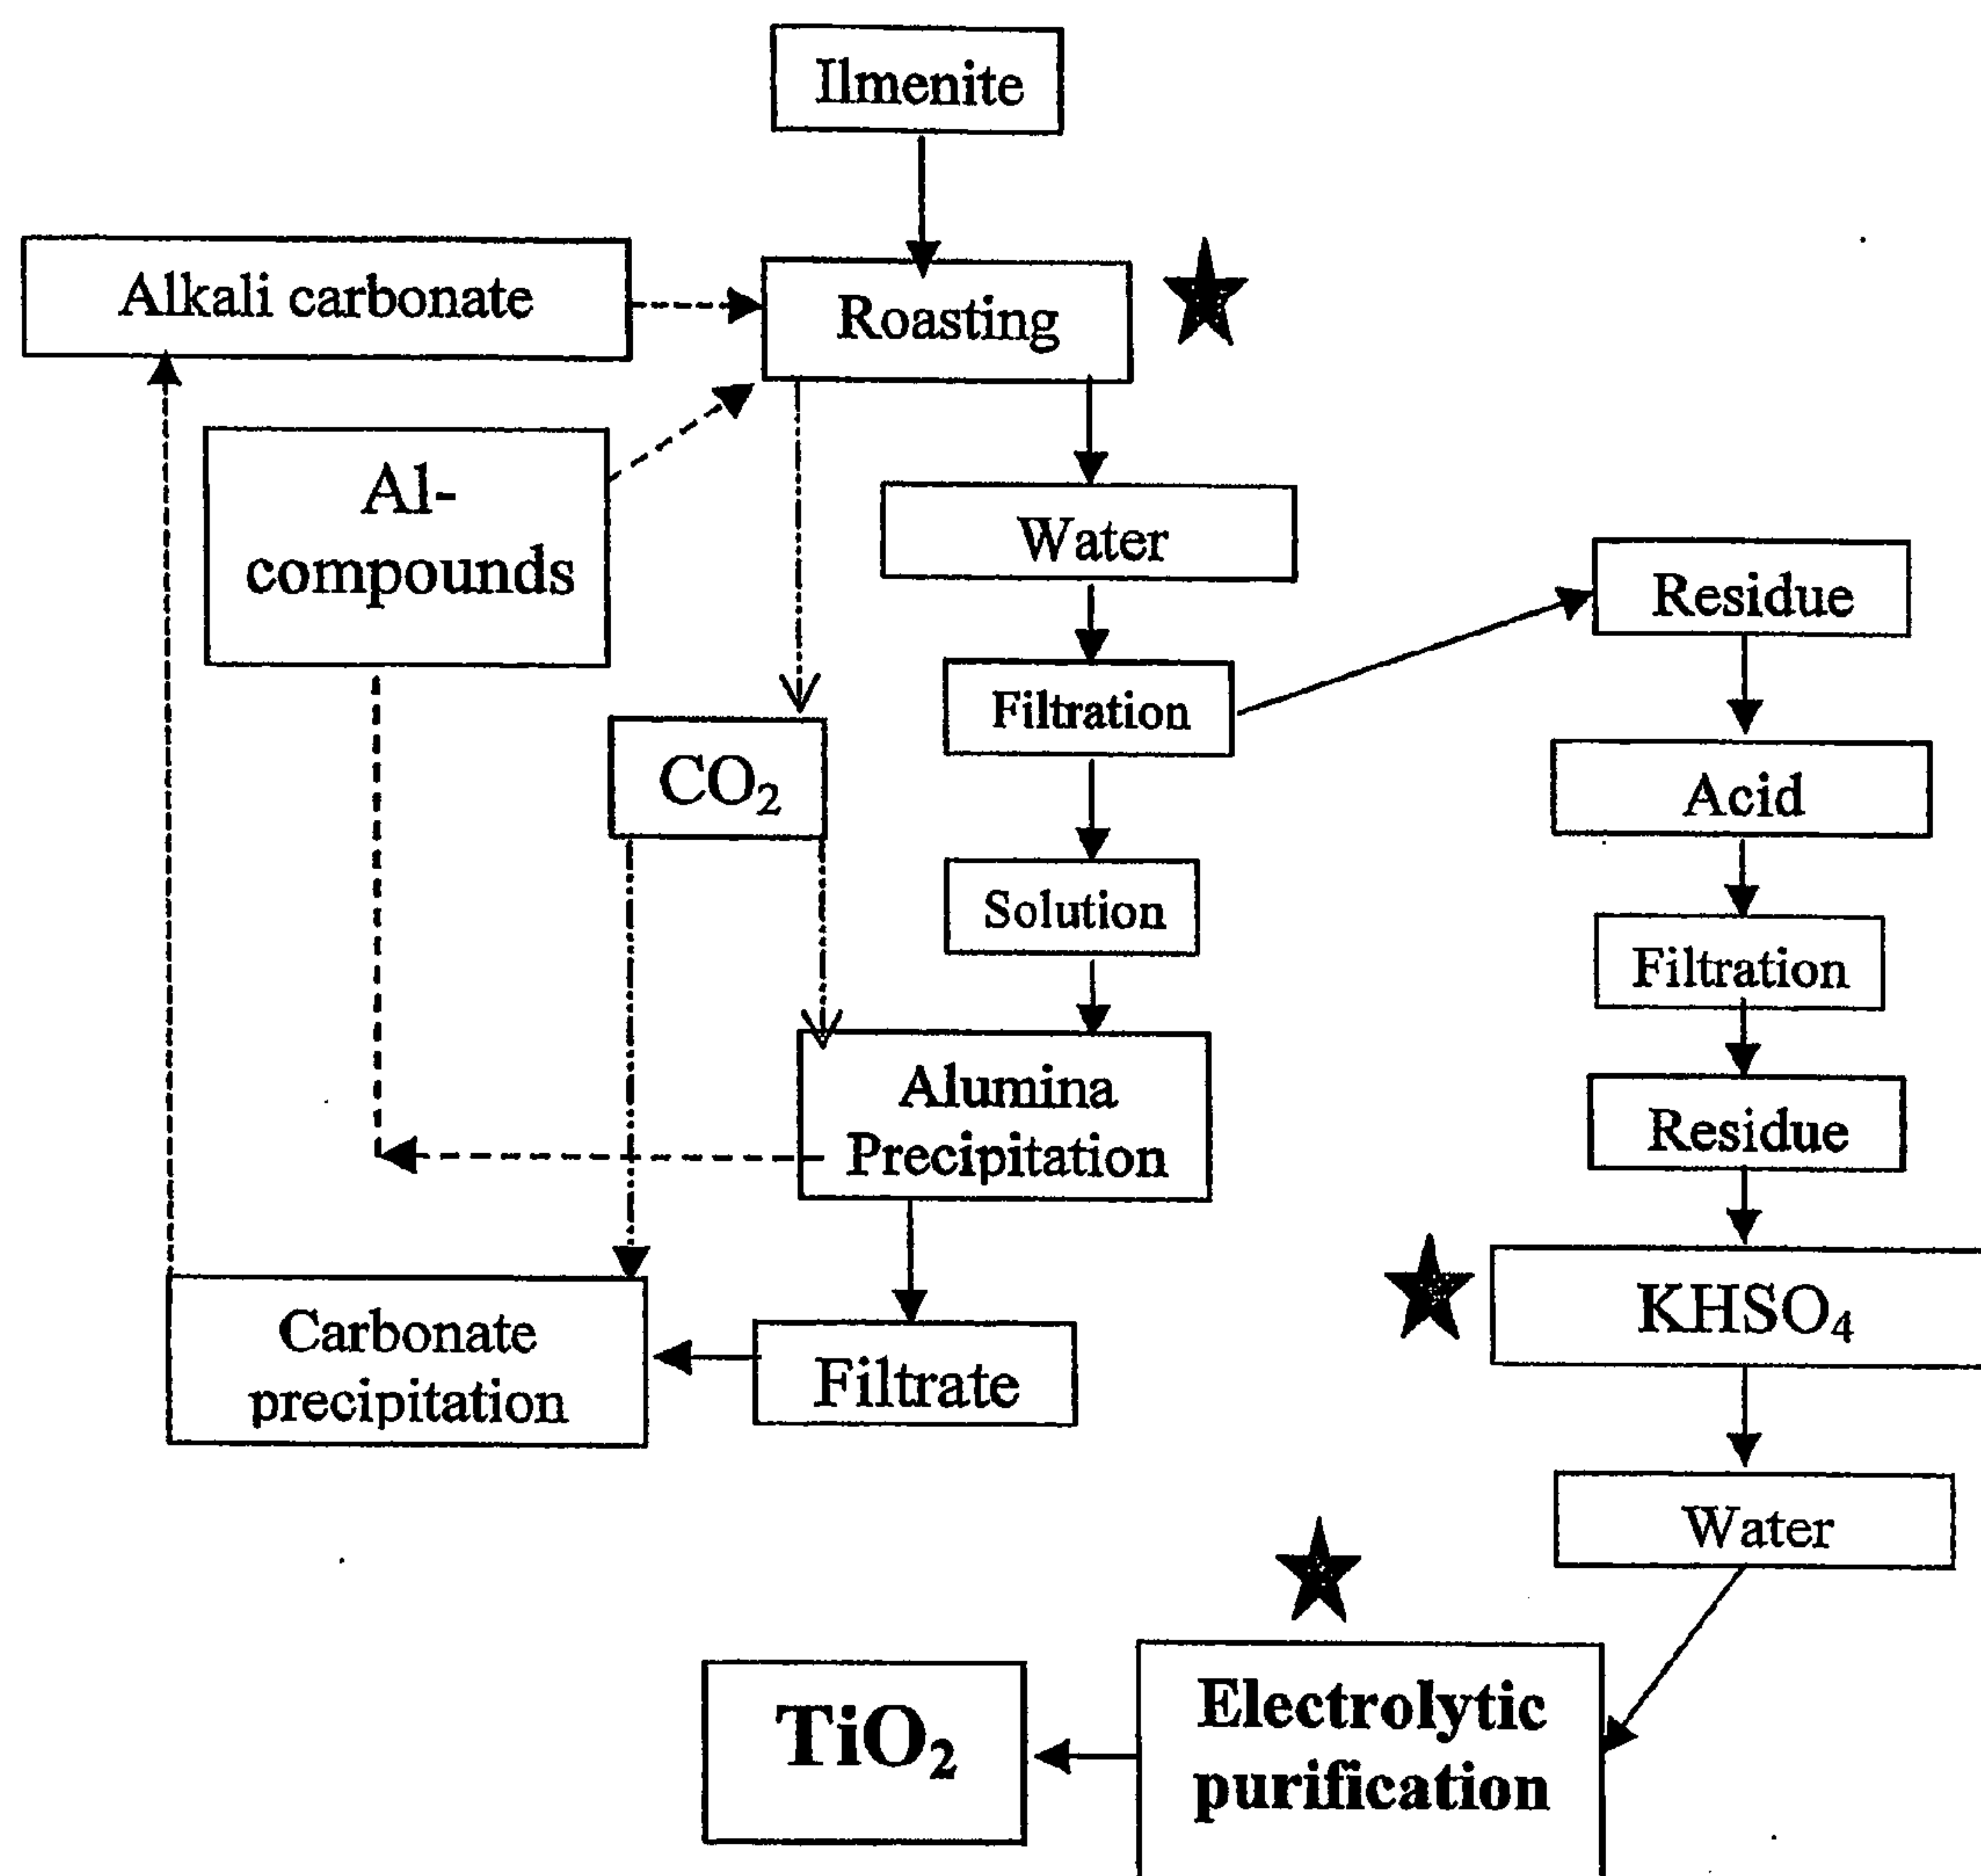 Ilmenite
Alkali carbonate
Roasting
Al-
compounds
Water
Residue
Filtration
CO₂
Acid
Solution
Filtration
Alumina
Precipitation
Residue
Carbonate
precipitation
Filtrate
KHSO₄
Water
Electrolytic
purification
TiO₂